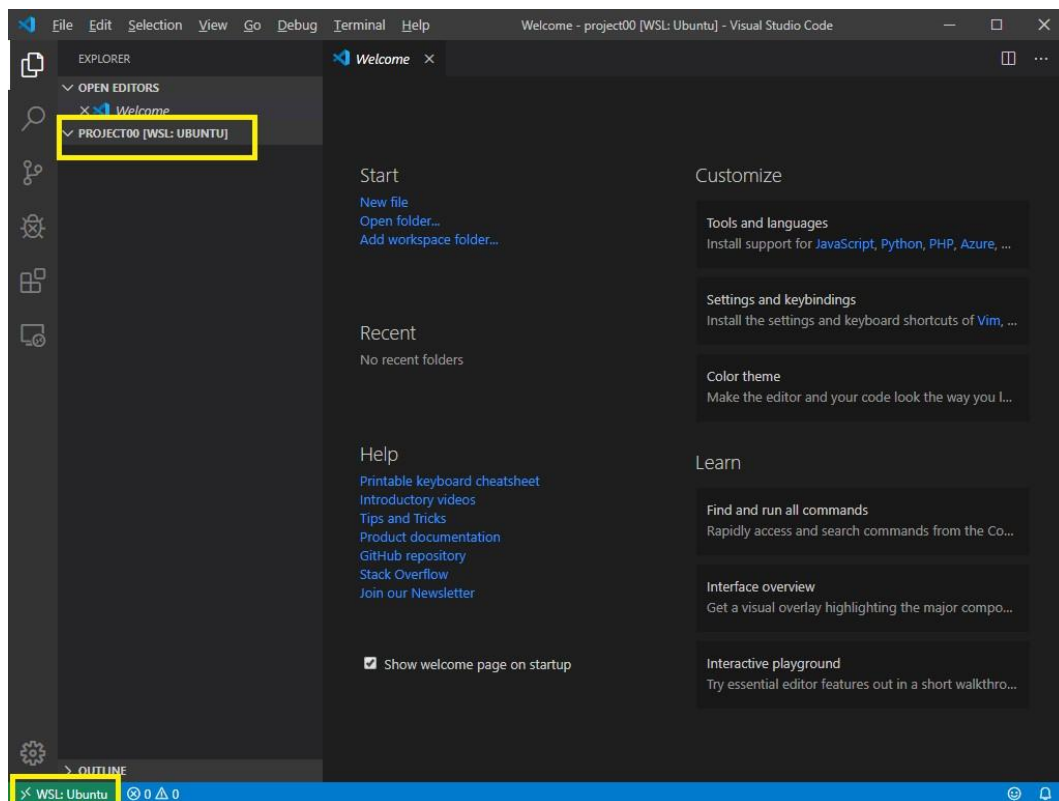 File Edit Selection View Go Debug Terminal Help Welcome - project00 [WSL: Ubuntu] - Visual Studio Code
EXPLORER
OPEN EDITORS
Welcome
PROJECT00 [WSL: UBUNTU]
OUTLINE
Welcome
Start
New file
Open folder...
Add workspace folder...
Recent
No recent folders
Help
Printable keyboard cheatsheet
Introductory videos
Tips and Tricks
Product documentation
GitHub repository
Stack Overflow
Join our Newsletter
Show welcome page on startup
Customize
Tools and languages
Install support for JavaScript, Python, PHP, Azure, ...
Settings and keybindings
Install the settings and keyboard shortcuts of Vim, ...
Color theme
Make the editor and your code look the way you l...
Learn
Find and run all commands
Rapidly access and search commands from the Co...
Interface overview
Get a visual overlay highlighting the major compo...
Interactive playground
Try essential editor features out in a short walkthro...
WSL: Ubuntu 0 0